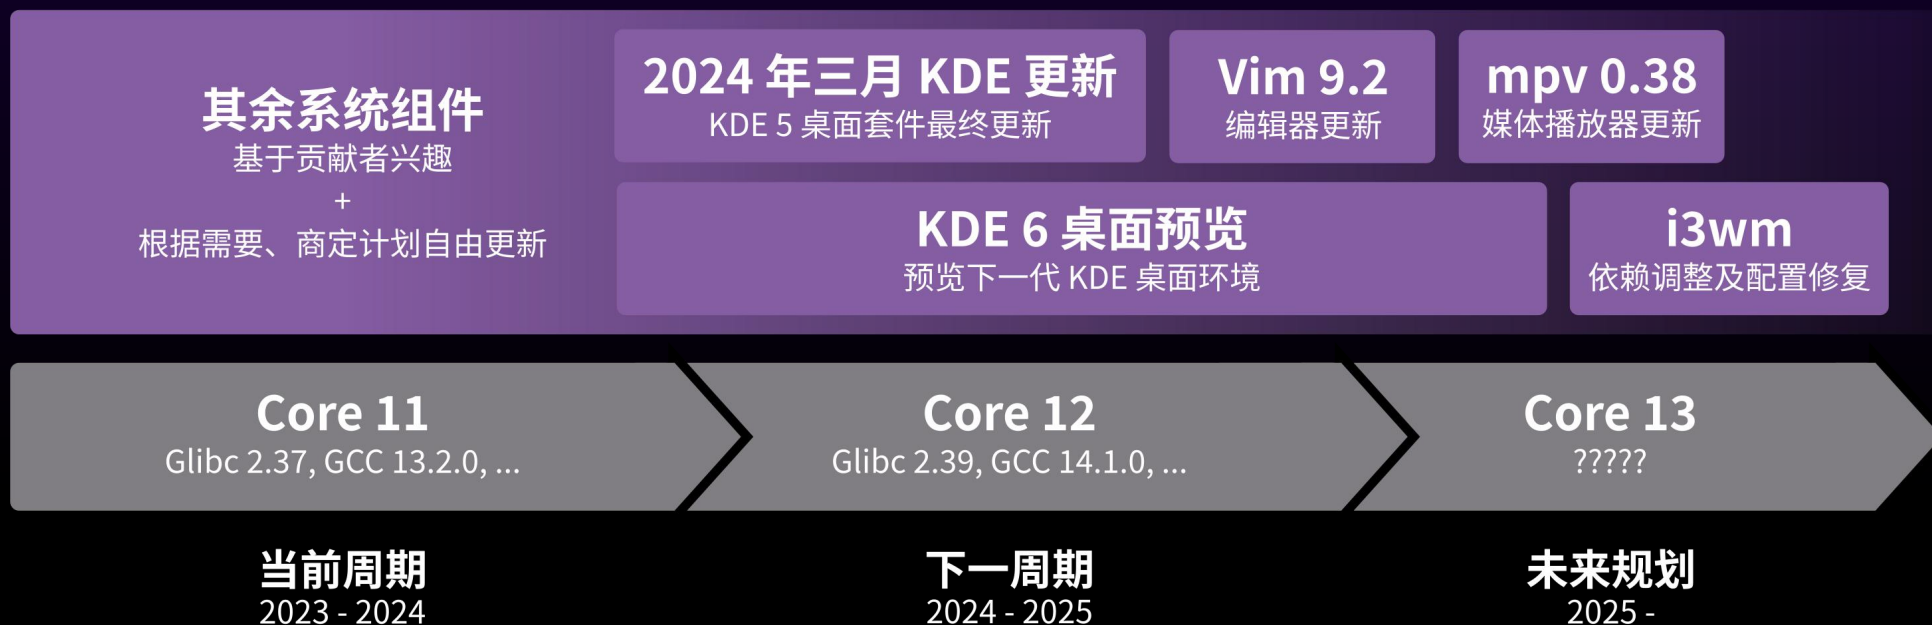 其余系统组件
基于贡献者兴趣
+
根据需要、商定计划自由更新
2024 年三月 KDE 更新
KDE 5 桌面套件最终更新
Vim 9.2
编辑器更新
mpv 0.38
媒体播放器更新
KDE 6 桌面预览
预览下一代 KDE 桌面环境
i3wm
依赖调整及配置修复
Core 11
Glibc 2.37, GCC 13.2.0, ...
Core 12
Glibc 2.39, GCC 14.1.0, ...
Core 13
?????
当前周期
2023 - 2024
下一周期
2024 - 2025
未来规划
2025 -